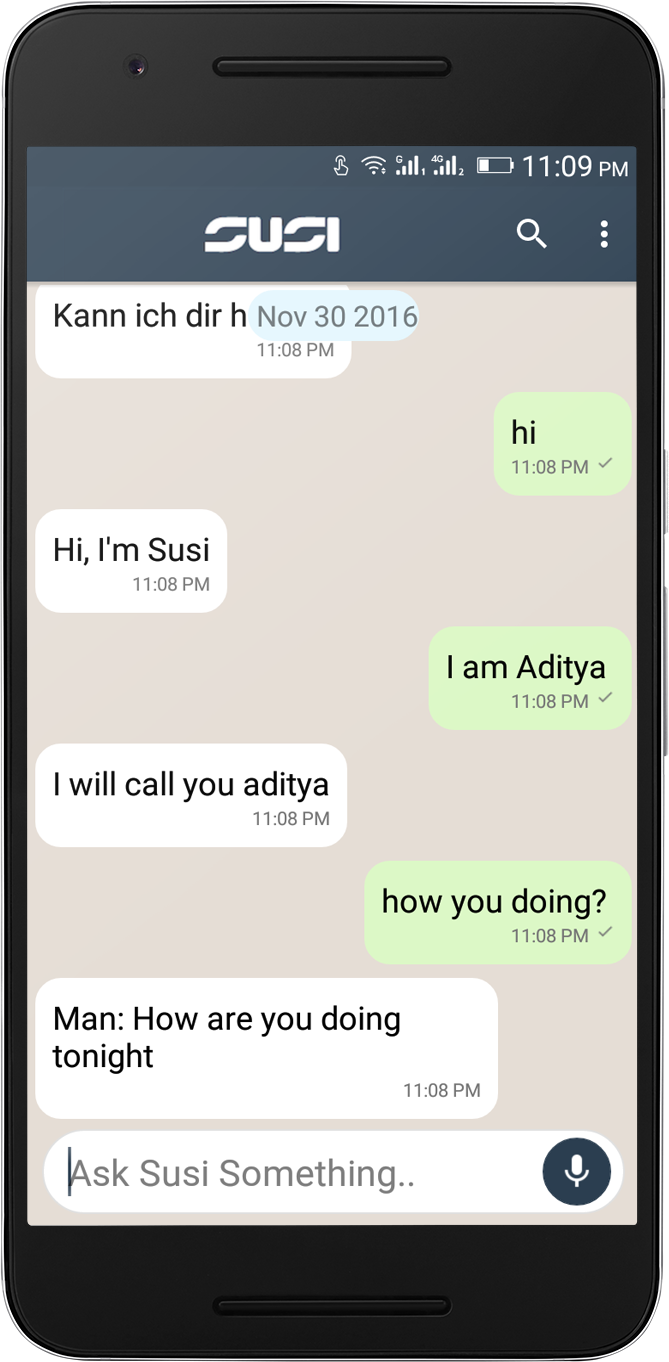 11:09 PM
SUSI
Kann ich dir h
Nov 30 2016
11:08 PM
hi
11:08 PM
Hi, I'm Susi
11:08 PM
I am Aditya
11:08 PM
I will call you aditya
11:08 PM
how you doing?
11:08 PM
Man: How are you doing
tonight
11:08 PM
Ask Susi Something..